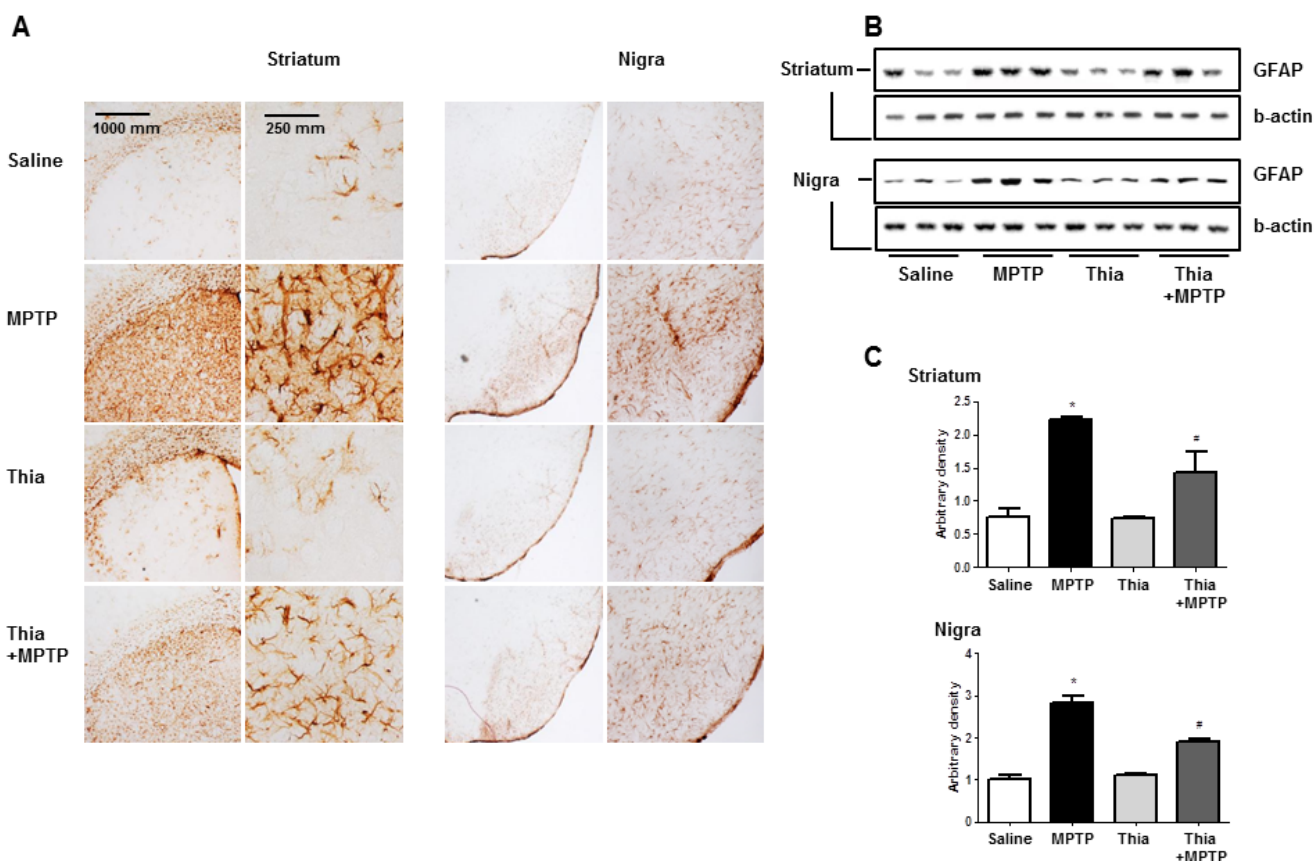 A
Striatum
Nigra
1000 mm
250 mm
Saline
MPTP
Thia
Thia
+MPTP
B
Striatum
GFAP
b-actin
Nigra
GFAP
b-actin
Saline
MPTP
Thia
Thia
+MPTP
C
Striatum
Arbitrary density
2.5
2.0
1.5
1.0
0.5
0.0
*
#
Saline
MPTP
Thia
Thia
+MPTP
Nigra
Arbitrary density
4
3
2
1
0
*
#
Saline
MPTP
Thia
Thia
+MPTP